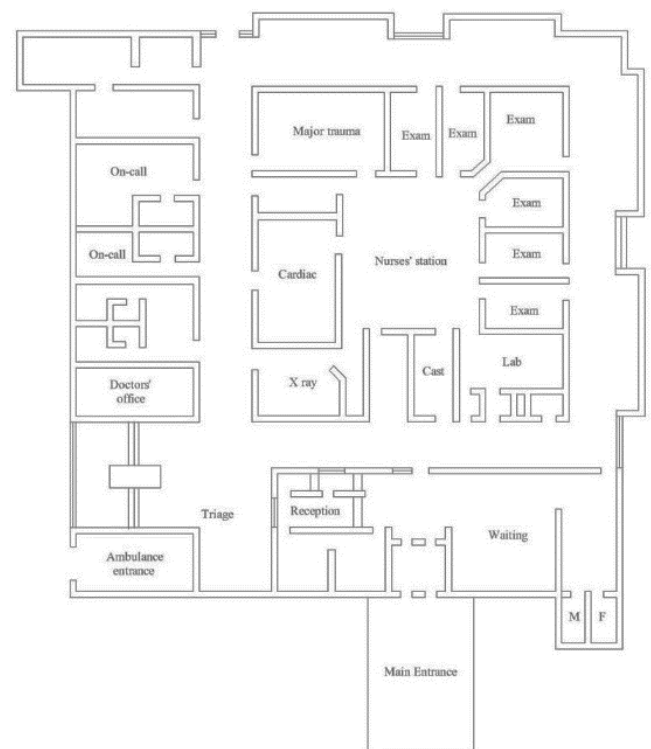 Major trauma
Exam
Exam
Exam
On-call
Exam
On-call
Cardiac
Nurses' station
Exam
Exam
Doctors'
office
X ray
Cast
Lab
Triage
Reception
Waiting
Ambulance
entrance
M
F
Main Entrance